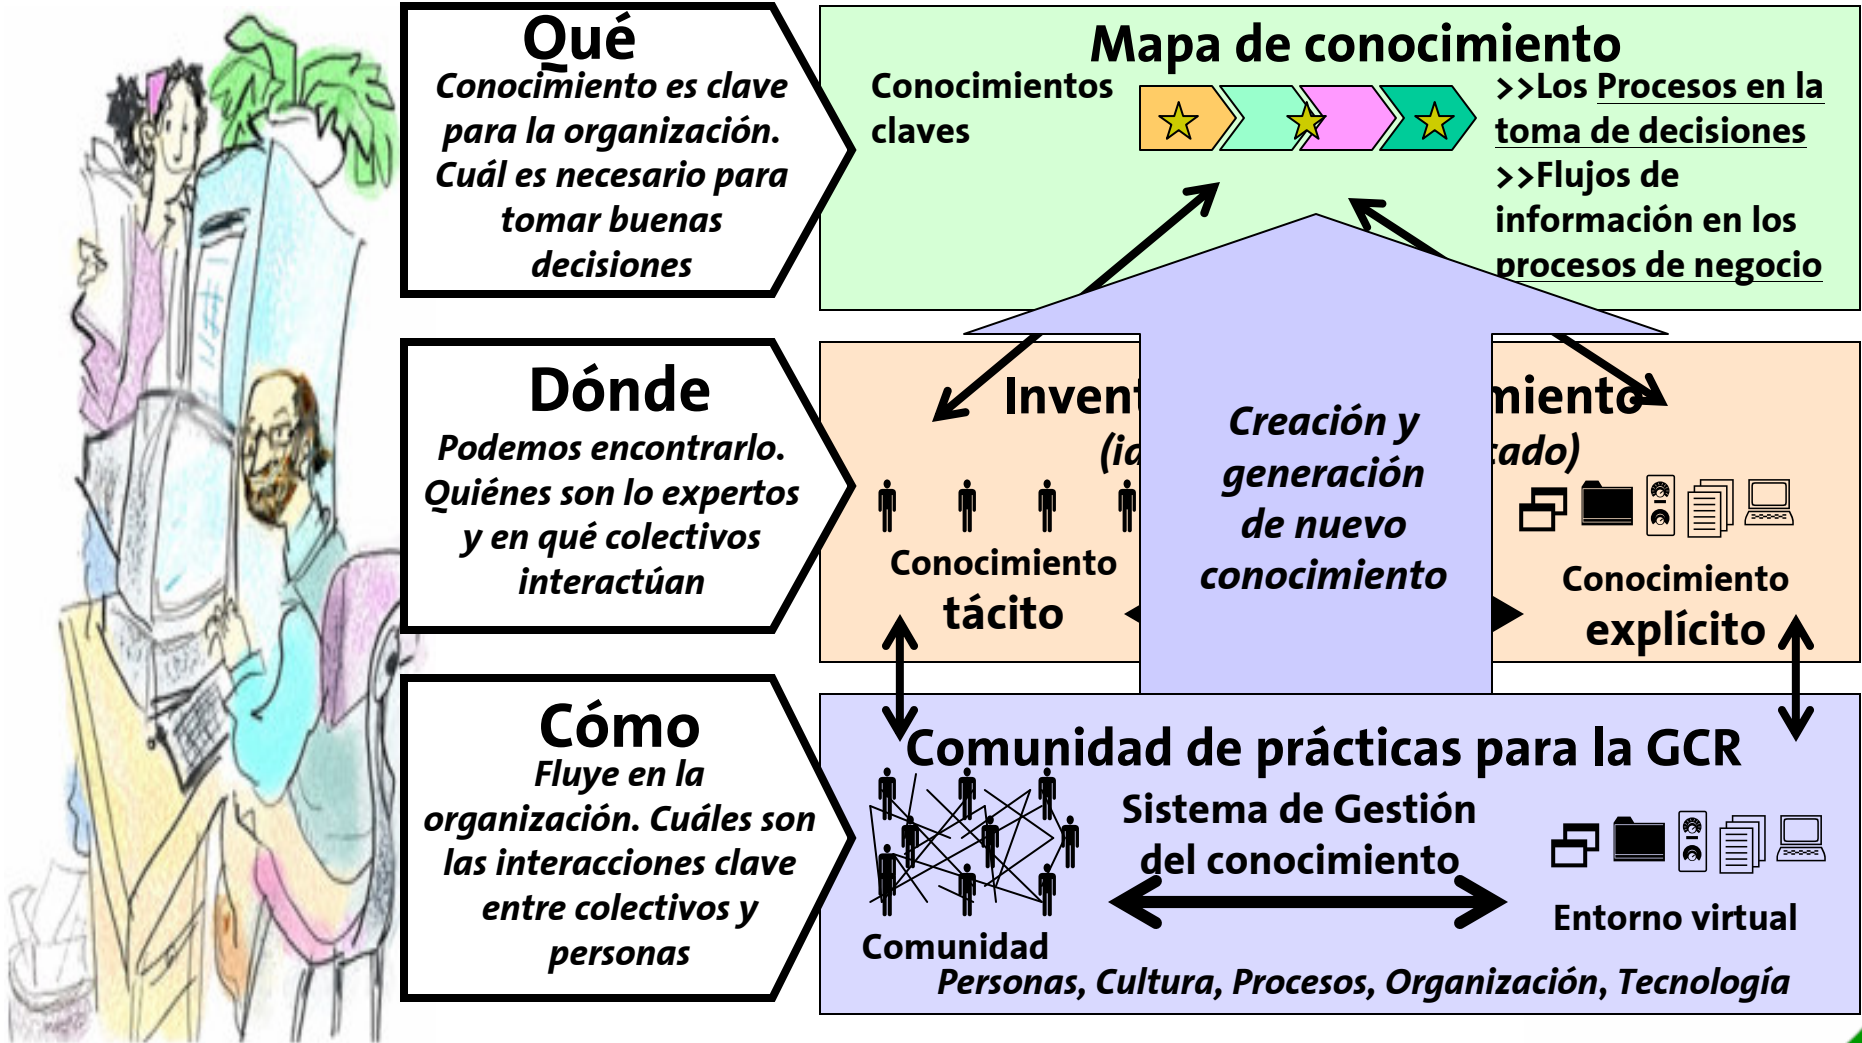 Qué
Conocimiento es clave
para la organización.
Cuál es necesario para
tomar buenas
decisiones
Mapa de conocimiento
Conocimientos
claves
>>Los Procesos en la
toma de decisiones
>>Flujos de
información en los
procesos de negocio
Dónde
Podemos encontrarlo.
Quiénes son lo expertos
y en qué colectivos
interactúan
Creación y
generación
de nuevo
conocimiento
Conocimiento
tácito
Conocimiento
explícito
Cómo
Fluye en la
organización. Cuáles son
las interacciones clave
entre colectivos y
personas
Comunidad de prácticas para la GCR
Sistema de Gestión
del conocimiento
Comunidad
Entorno virtual
Personas, Cultura, Procesos, Organización, Tecnología